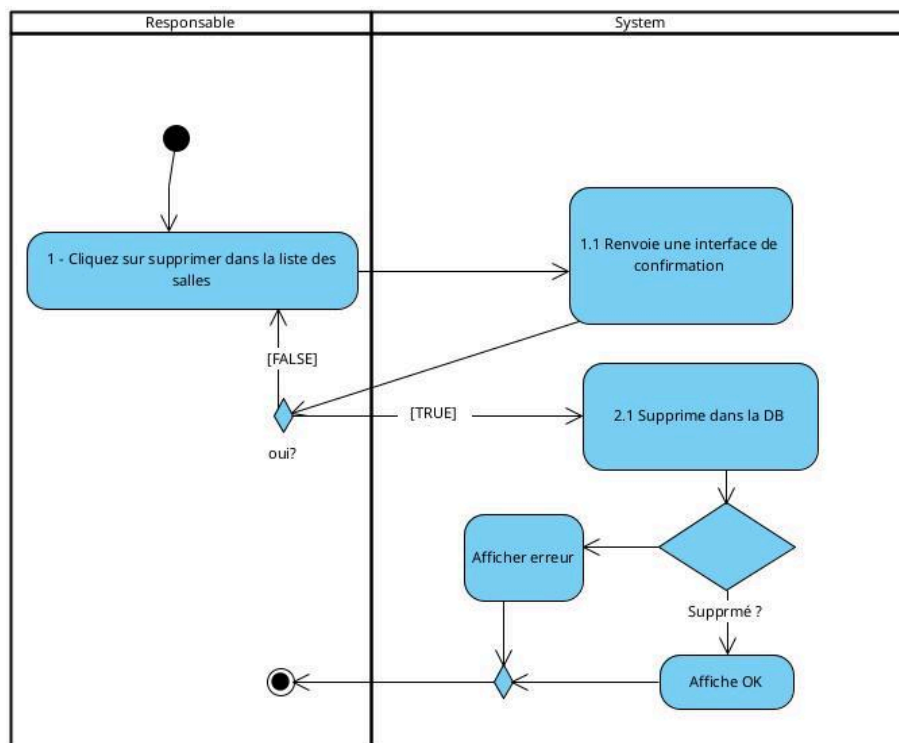 Responsable
System
1 - Cliquez sur supprimer dans la liste des
salles
1.1 Renvoie une interface de
confirmation
[FALSE]
[TRUE]
oui?
2.1 Supprime dans la DB
Afficher erreur
Supprmé ?
Affiche OK